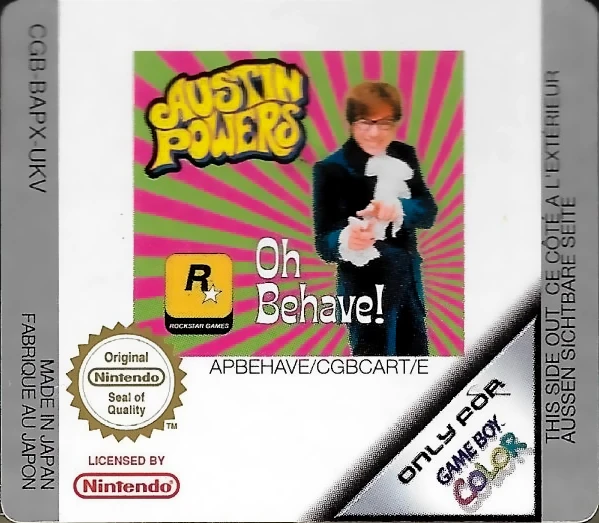 CGB-BAPX-UKV
MADE IN JAPAN
FABRIQUE AU JAPON
AUSTIN
POWERS
R
ROCKSTAR GAMES
Oh
Behave!
APBEHAVE/CGBCART/E
Original
Nintendo
Seal of
Quality
TM
LICENSED BY
Nintendo
ONLY FOR
GAME BOY
COLOR
THIS SIDE OUT CE CÔTÉ A L'EXTÉRIEUR
AUSSEN SICHTBARE SEITE